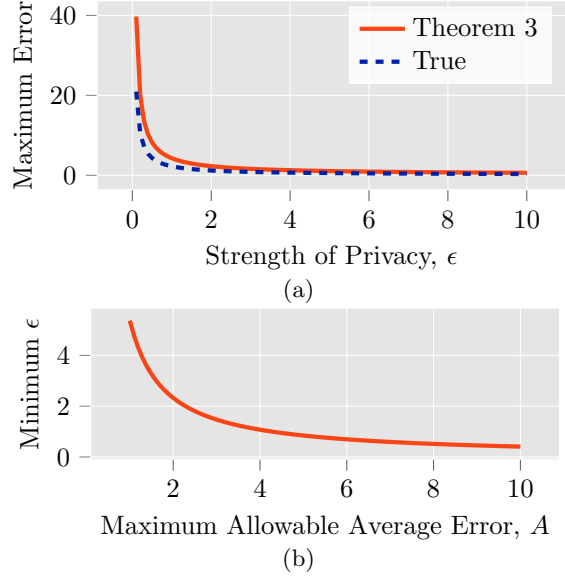 Maximum Error
40
20
0
Theorem 3
True
0 2 4 6 8 10
Strength of Privacy, ϵ
(a)
Minimum ϵ
4
2
0
2 4 6 8 10
Maximum Allowable Average Error, A
(b)